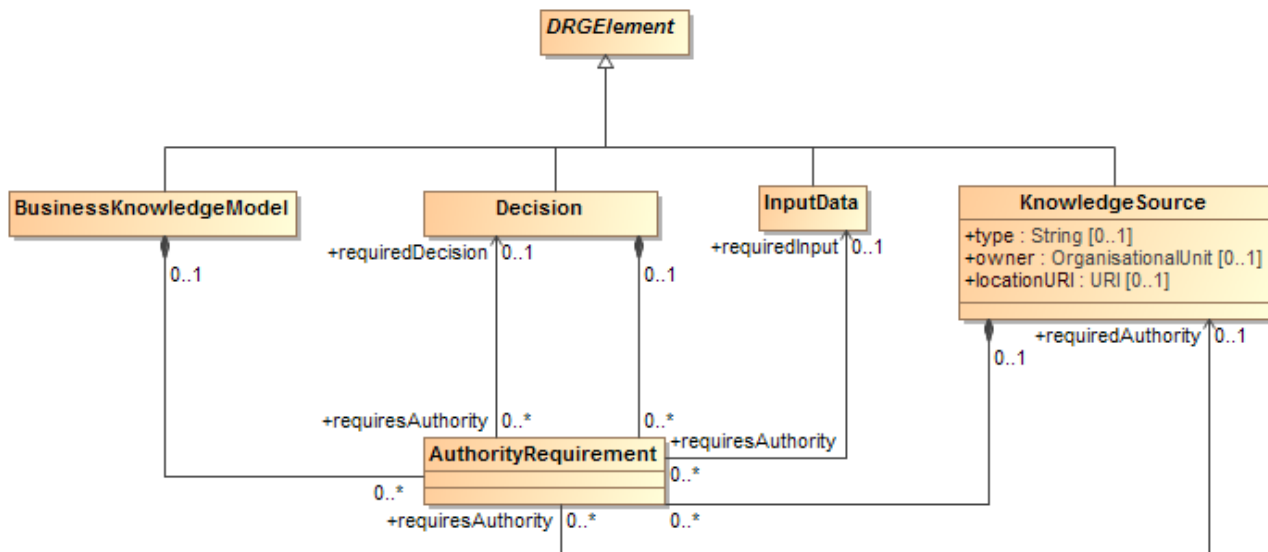 DRGElement
BusinessKnowledgeModel
Decision
InputData
KnowledgeSource
+type : String [0..1]
+owner : OrganisationalUnit [0..1]
+locationURI : URI [0..1]
0..1
+requiredDecision 0..1
0..1
+requiredInput 0..1
0..1
+requiredAuthority 0..1
+requiresAuthority 0..*
0..*
+requiresAuthority
0..*
AuthorityRequirement
0..*
+requiresAuthority 0..*
0..*